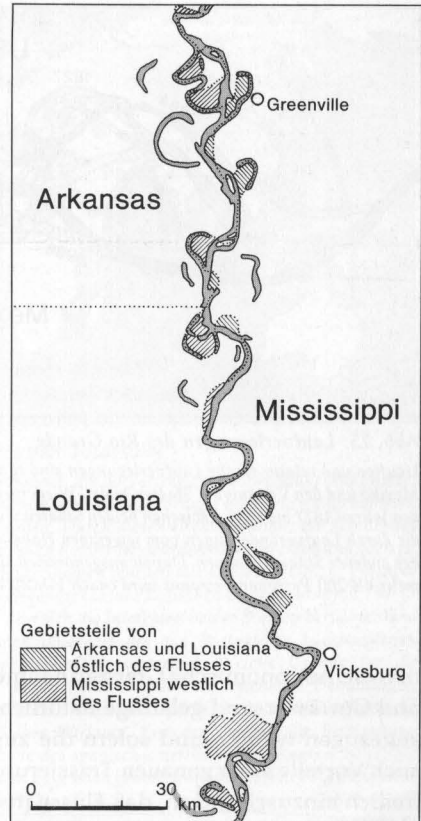 Greenville
Arkansas
Mississippi
Louisiana
Gebietsteile von
Arkansas und Louisiana
östlich des Flusses
Mississippi westlich
des Flusses
Vicksburg
0 30
km